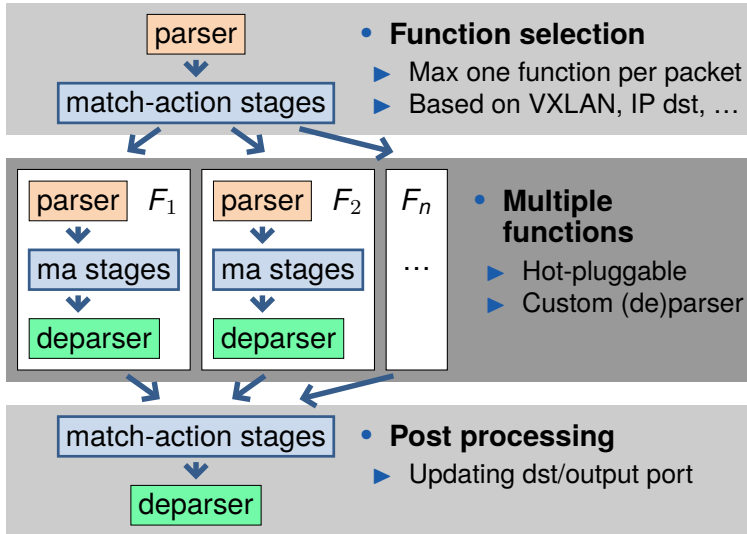 parser
match-action stages
• Function selection
▶ Max one function per packet
▶ Based on VXLAN, IP dst, …
parser F1
ma stages
deparser
parser F2
ma stages
deparser
Fn
…
• Multiple
functions
▶ Hot-pluggable
▶ Custom (de)parser
match-action stages
deparser
• Post processing
▶ Updating dst/output port